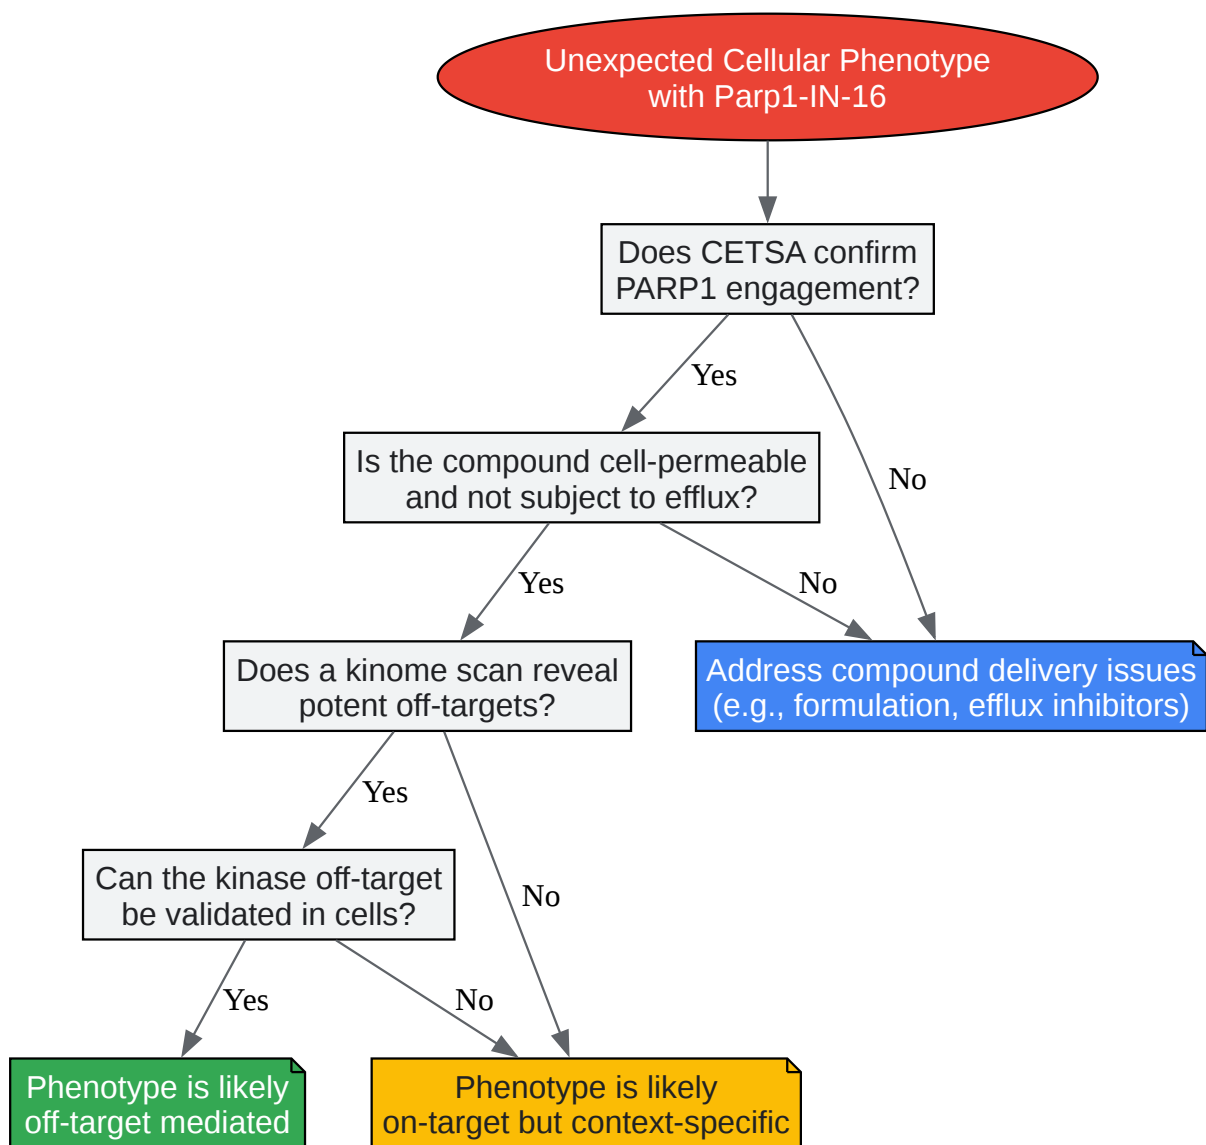 Unexpected Cellular Phenotype
with Parp1-IN-16
Does CETSA confirm
PARP1 engagement?
Yes
No
Is the compound cell-permeable
and not subject to efflux?
Yes
No
Does a kinome scan reveal
potent off-targets?
Address compound delivery issues
(e.g., formulation, efflux inhibitors)
Yes
No
Can the kinase off-target
be validated in cells?
Yes
No
Phenotype is likely
off-target mediated
Phenotype is likely
on-target but context-specific